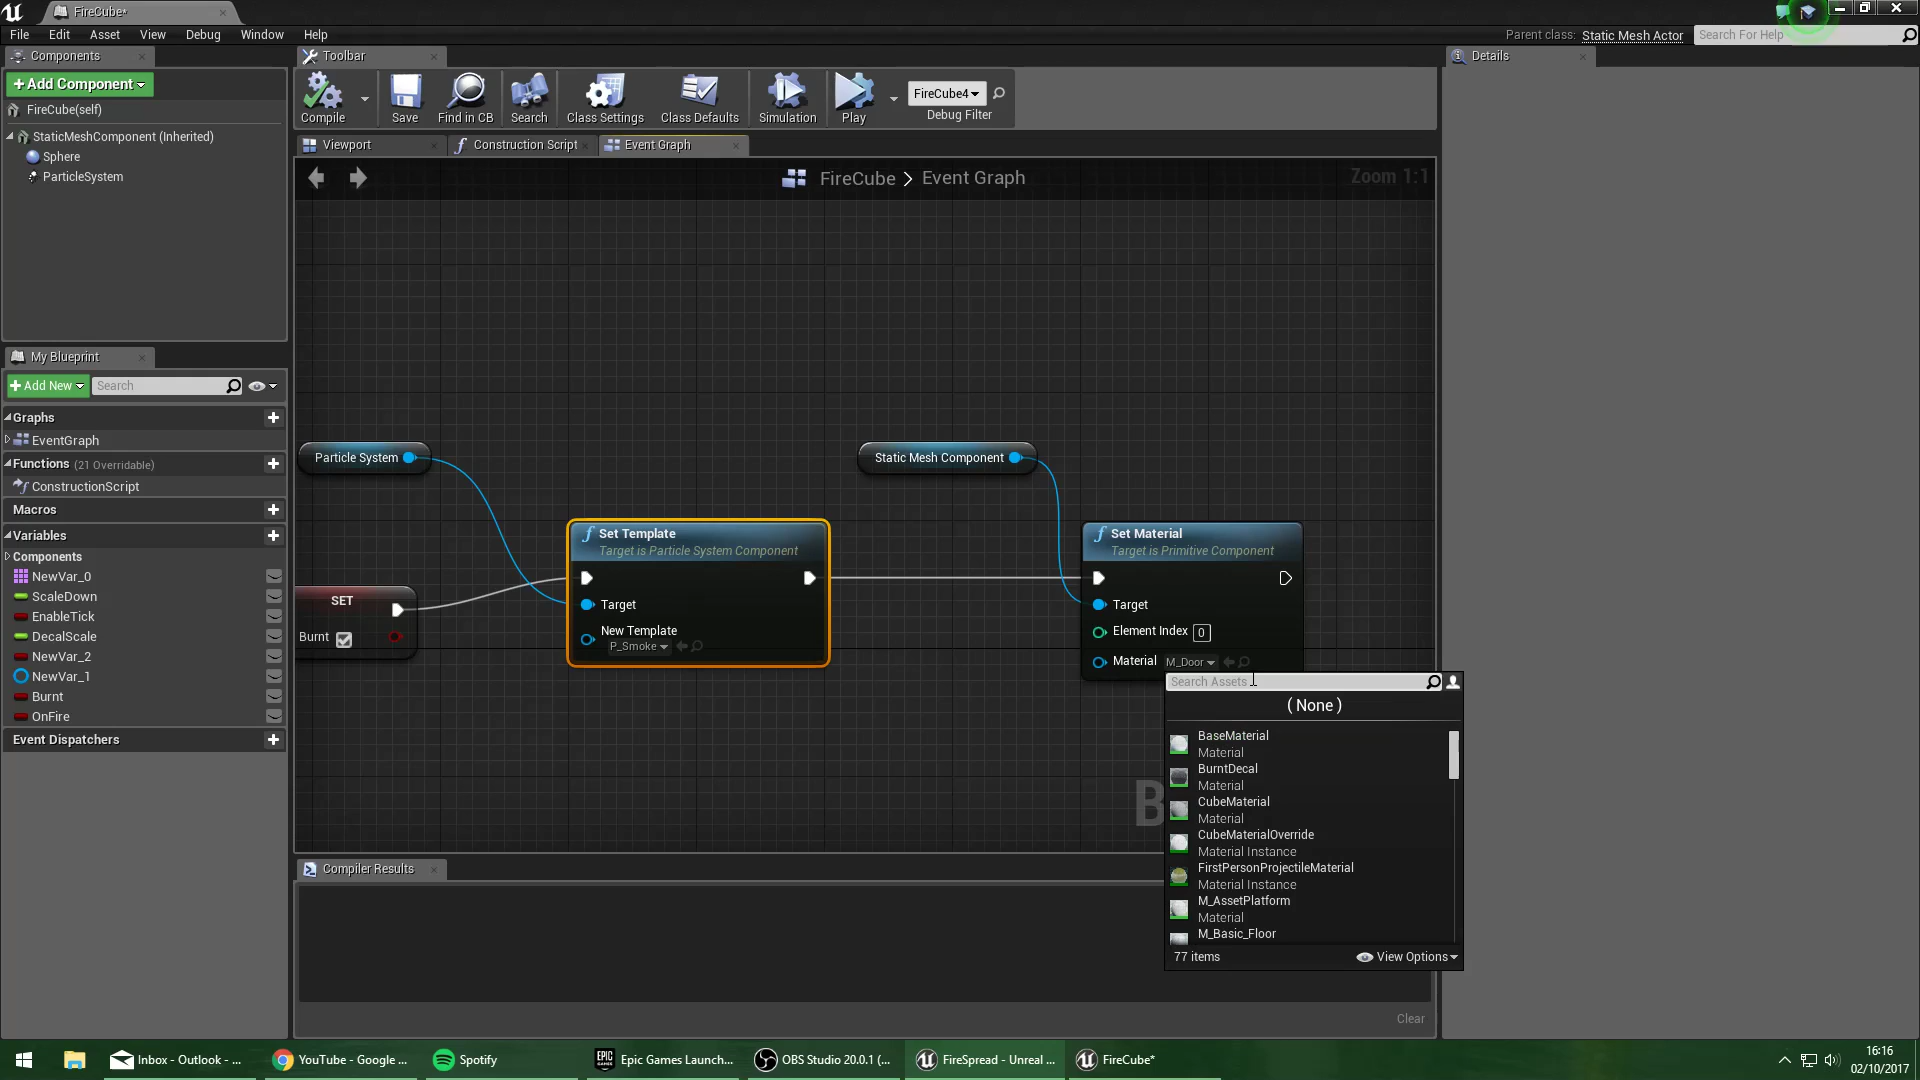 FireCube*
File Edit Asset View Debug Window Help
Parent class: Static Mesh Actor
Search For Help
Components
+Add Component
FireCube(self)
StaticMeshComponent (Inherited)
Sphere
ParticleSystem
Toolbar
Compile
Save
Find in CB
Search
Class Settings
Class Defaults
Simulation
Play
FireCube4
Debug Filter
Details
Viewport
Construction Script
Event Graph
FireCube > Event Graph
Zoom 1:1
My Blueprint
+Add New
Search
Graphs
EventGraph
Functions (21 Overridable)
ConstructionScript
Macros
Variables
Components
NewVar_0
ScaleDown
EnableTick
DecalScale
NewVar_2
NewVar_1
Burnt
OnFire
Event Dispatchers
Particle System
SET
Burnt
Set Template
Target is Particle System Component
Target
New Template
P_Smoke
Static Mesh Component
Set Material
Target is Primitive Component
Target
Element Index 0
Material M_Door
Search Assets
( None )
BaseMaterial
Material
BurntDecal
Material
CubeMaterial
Material
CubeMaterialOverride
Material Instance
FirstPersonProjectileMaterial
Material Instance
M_AssetPlatform
Material
M_Basic_Floor
77 items
View Options
B
Compiler Results
Clear
Inbox - Outlook - ...
YouTube - Google ...
Spotify
Epic Games Launch...
OBS Studio 20.0.1 (...
FireSpread - Unreal ...
FireCube*
16:16
02/10/2017